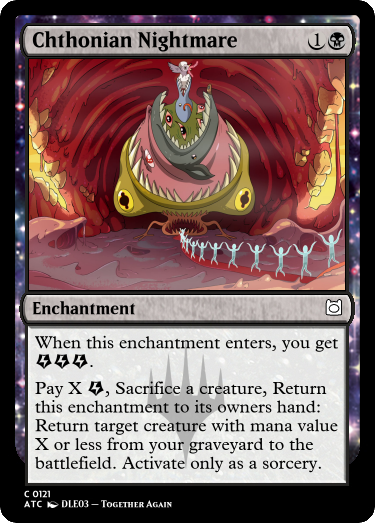 Chthonian Nightmare 1
Enchantment
When this enchantment enters, you get
.
Pay X , Sacrifice a creature, Return
this enchantment to its owners hand:
Return target creature with mana value
X or less from your graveyard to the
battlefield. Activate only as a sorcery.
C 0121
ATC DLE03 — Together Again